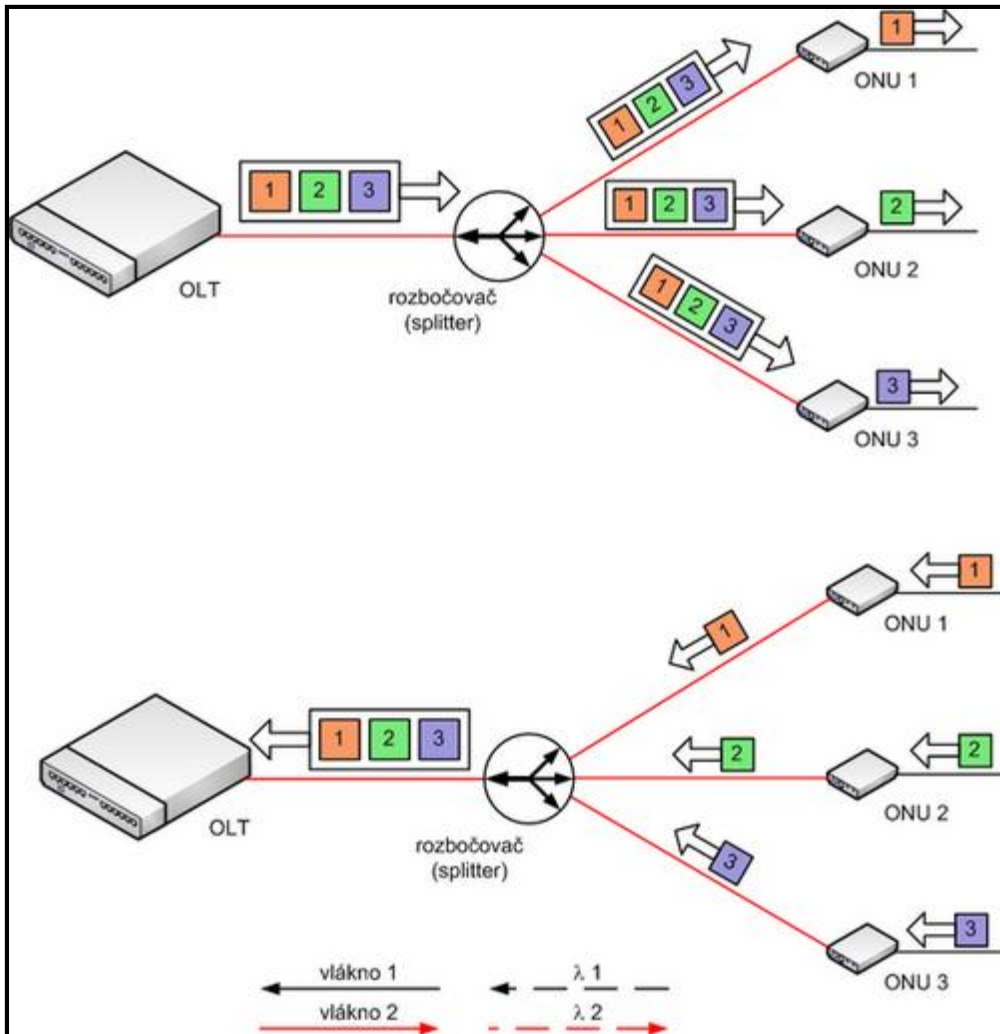 1
ONU 1
1 2 3
1 2 3
OLT
rozbočovač
(splitter)
1 2 3
2
ONU 2
1 2 3
3
ONU 3
1
ONU 1
1
1 2 3
OLT
rozbočovač
(splitter)
2
2
ONU 2
3
3
ONU 3
vlákno 1
λ 1
vlákno 2
λ 2